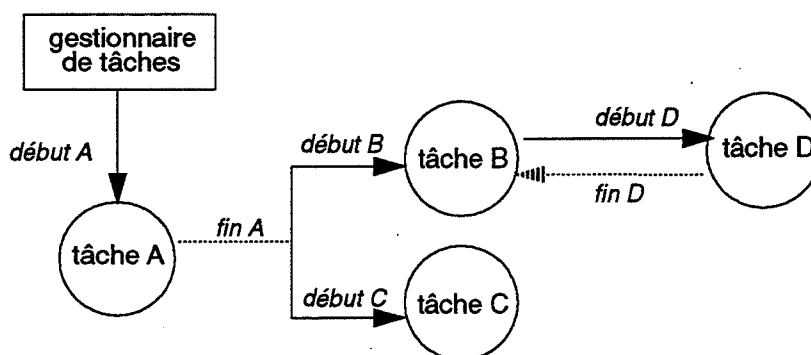 gestionnaire
de tâches
début A
tâche A
fin A
début B
tâche B
début D
tâche D
fin D
début C
tâche C